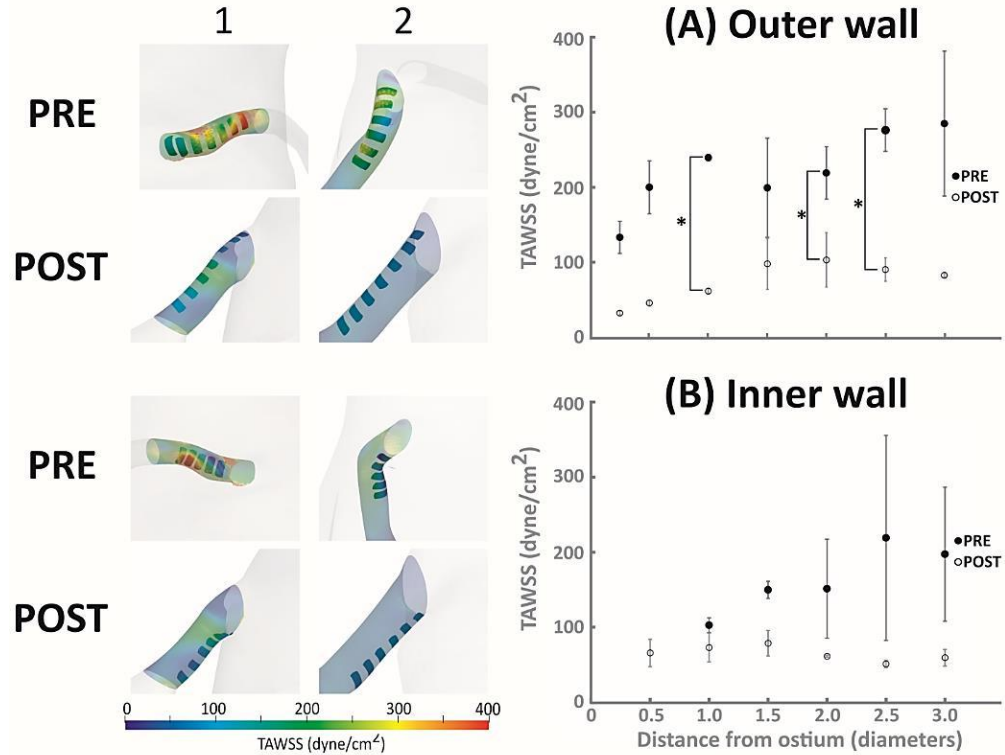 1 2
PRE
POST
PRE
POST
0 100 200 300 400
TAWSS (dyne/cm²)
(A) Outer wall
400
300
200
100
0
TAWSS (dyne/cm²)
* * *
PRE
POST
(B) Inner wall
400
300
200
100
0
TAWSS (dyne/cm²)
PRE
POST
0 0.5 1.0 1.5 2.0 2.5 3.0
Distance from ostium (diameters)